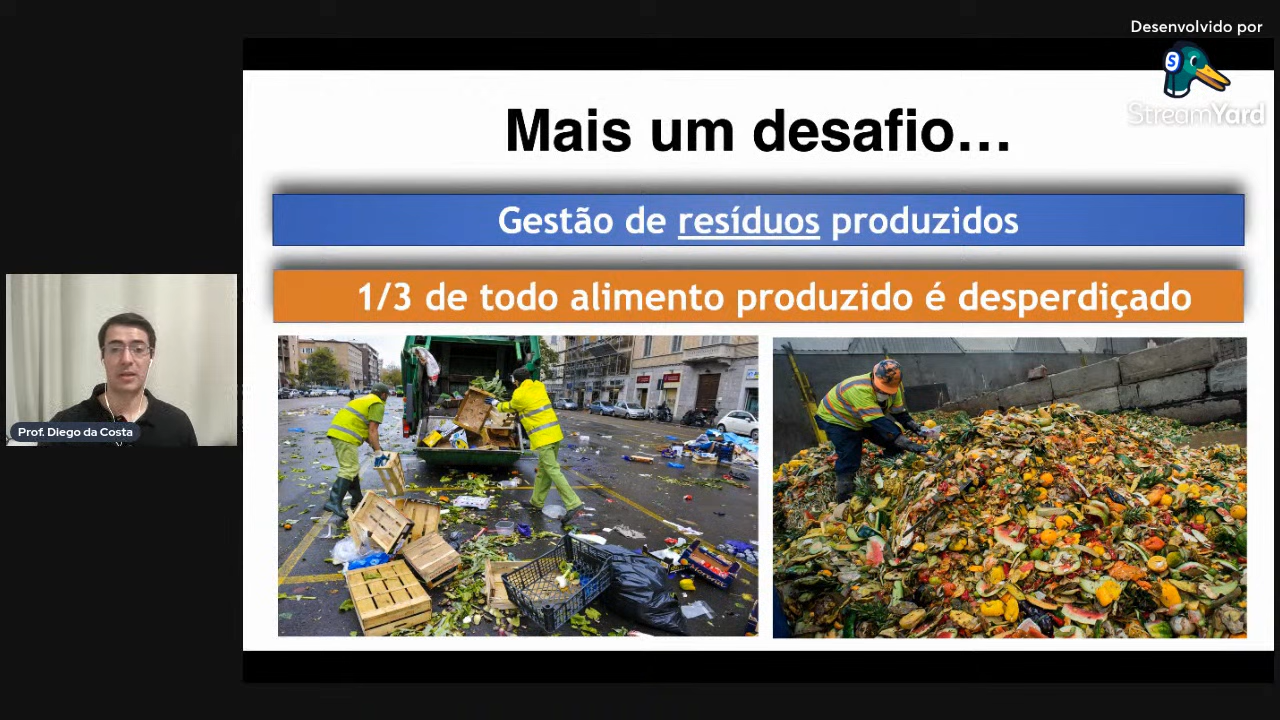 Desenvolvido por
StreamYard
Mais um desafio…
Gestão de resíduos produzidos
1/3 de todo alimento produzido é desperdiçado
Prof. Diego da Costa